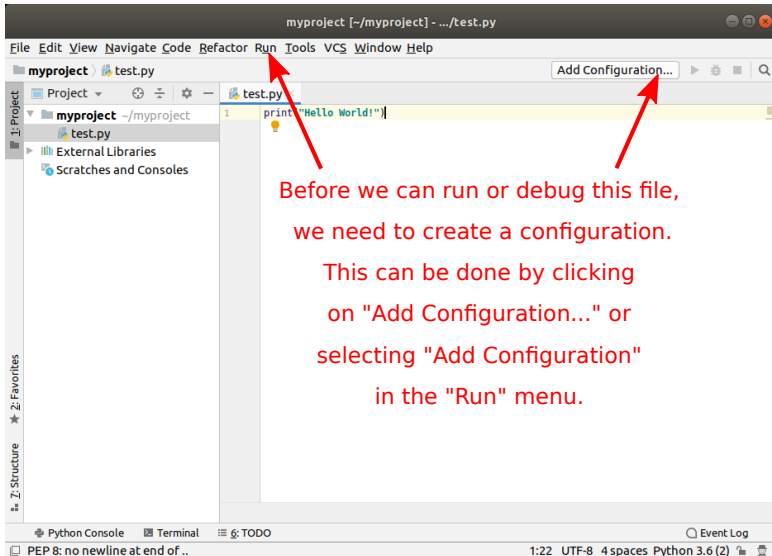 myproject [~/myproject] - .../test.py
File Edit View Navigate Code Refactor Run Tools VCS Window Help
myproject test.py Add Configuration...
1: Project
Project
test.py
myproject ~/myproject
test.py
External Libraries
Scratches and Consoles
1 print("Hello World!")
Before we can run or debug this file,
we need to create a configuration.
This can be done by clicking
on "Add Configuration..." or
selecting "Add Configuration"
in the "Run" menu.
2: Favorites
7: Structure
Python Console Terminal 6: TODO Event Log
PEP 8: no newline at end of .. 1:22 UTF-8 4 spaces Python 3.6 (2)